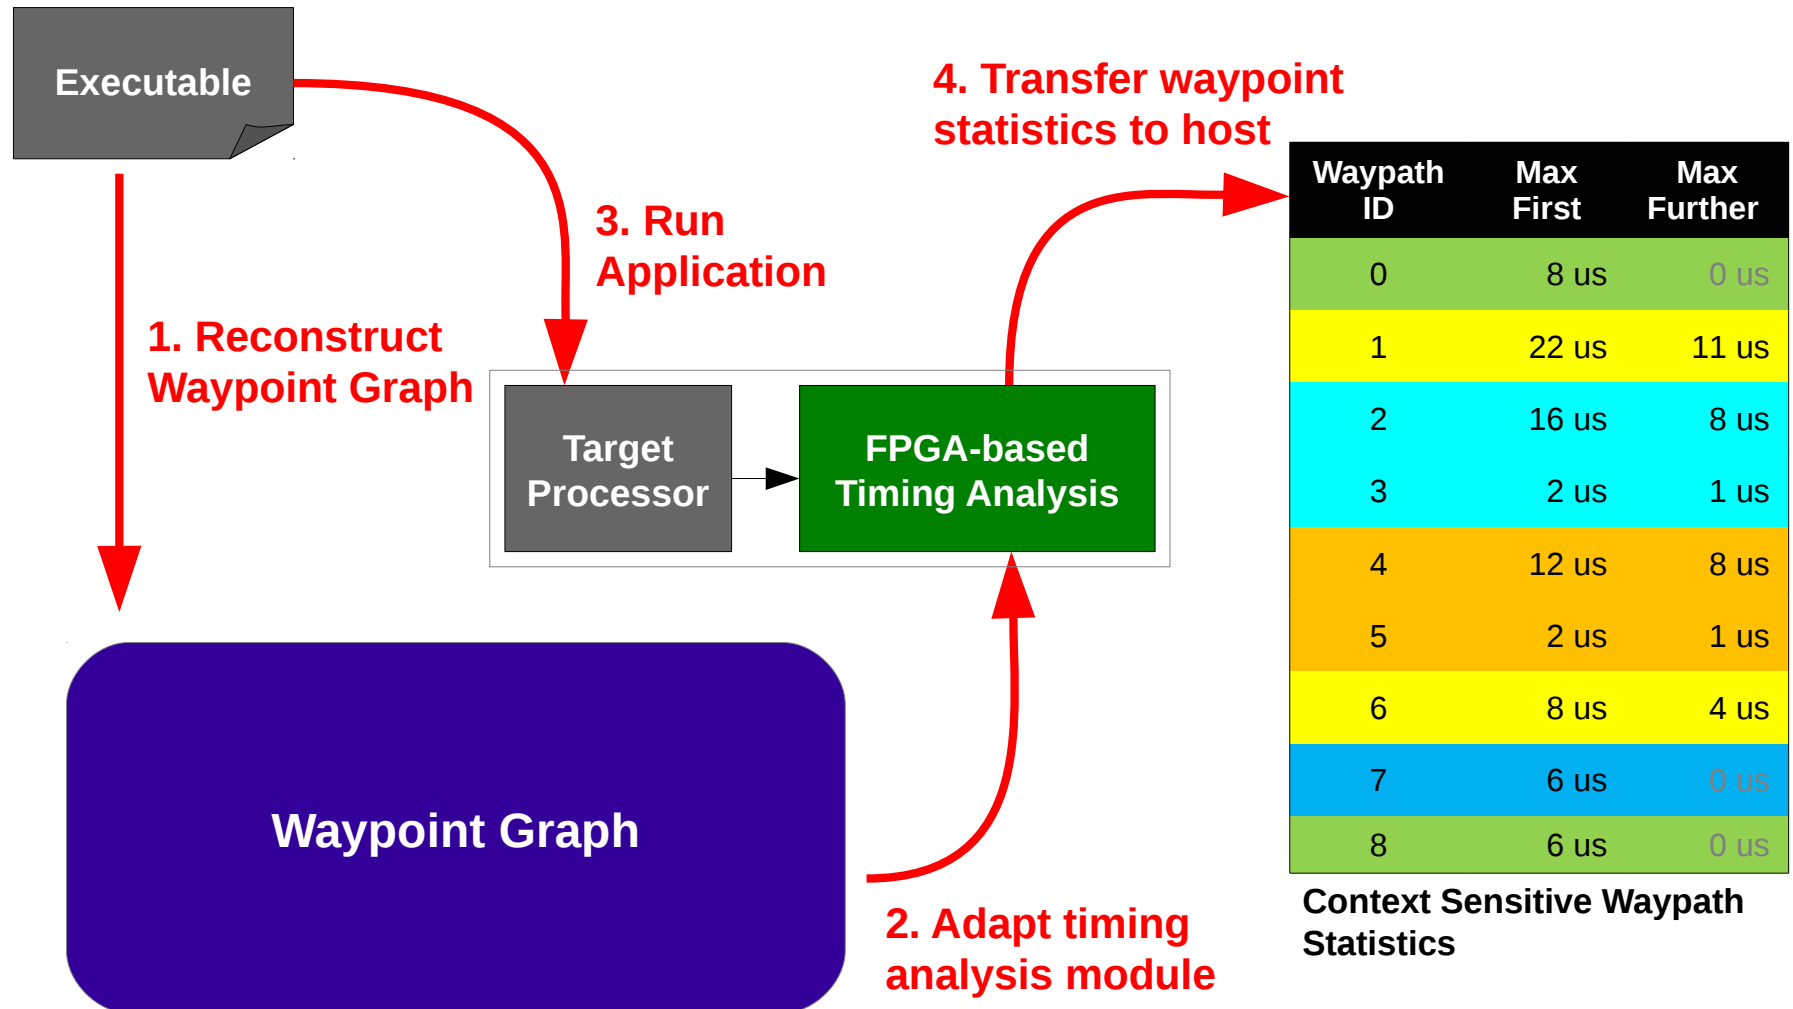 Executable
1. Reconstruct
Waypoint Graph
3. Run
Application
Target
Processor
FPGA-based
Timing Analysis
Waypoint Graph
2. Adapt timing
analysis module
4. Transfer waypoint
statistics to host
Waypath ID Max First Max Further
0 8 us 0 us
1 22 us 11 us
2 16 us 8 us
3 2 us 1 us
4 12 us 8 us
5 2 us 1 us
6 8 us 4 us
7 6 us 0 us
8 6 us 0 us
Context Sensitive Waypath
Statistics